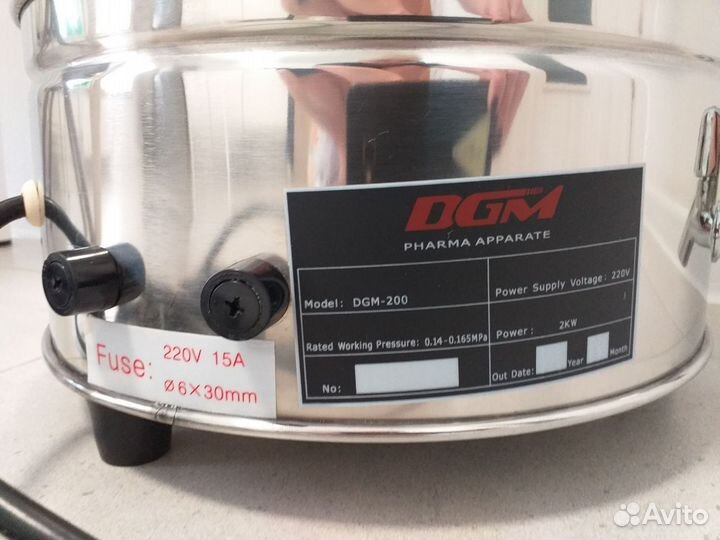 DGM
PHARMA APPARATE
Model: DGM-200
Power Supply Voltage: 220V
Rated Working Pressure: 0.14-0.165MPa
Power: 2KW
No:
Out Date: Year Month
Fuse: 220V 15A
Ø6×30mm
Avito